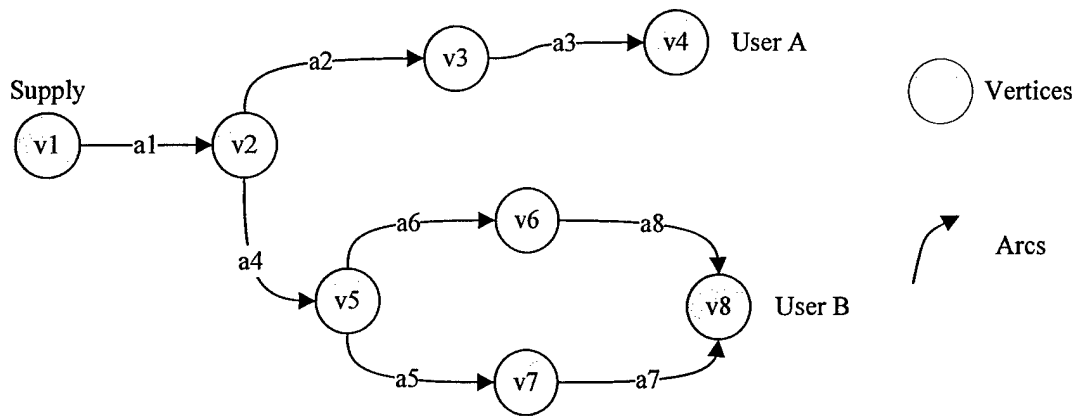 a2
v3
a3
v4
User A
Supply
Vertices
v1
a1
v2
a6
v6
a8
a4
Arcs
v5
v8
User B
a5
v7
a7